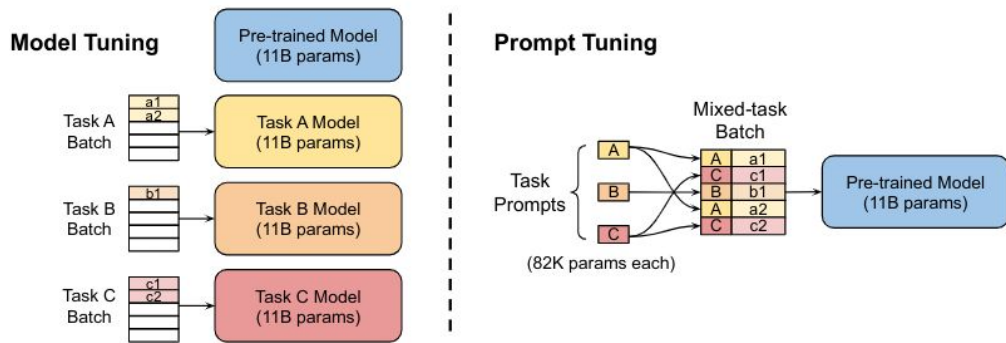 Model Tuning
Pre-trained Model
(11B params)
Task A
Batch
a1
a2
Task A Model
(11B params)
Task B
Batch
b1
Task B Model
(11B params)
Task C
Batch
c1
c2
Task C Model
(11B params)
Prompt Tuning
Task
Prompts
A
B
C
(82K params each)
Mixed-task
Batch
A a1
C c1
B b1
A a2
C c2
Pre-trained Model
(11B params)